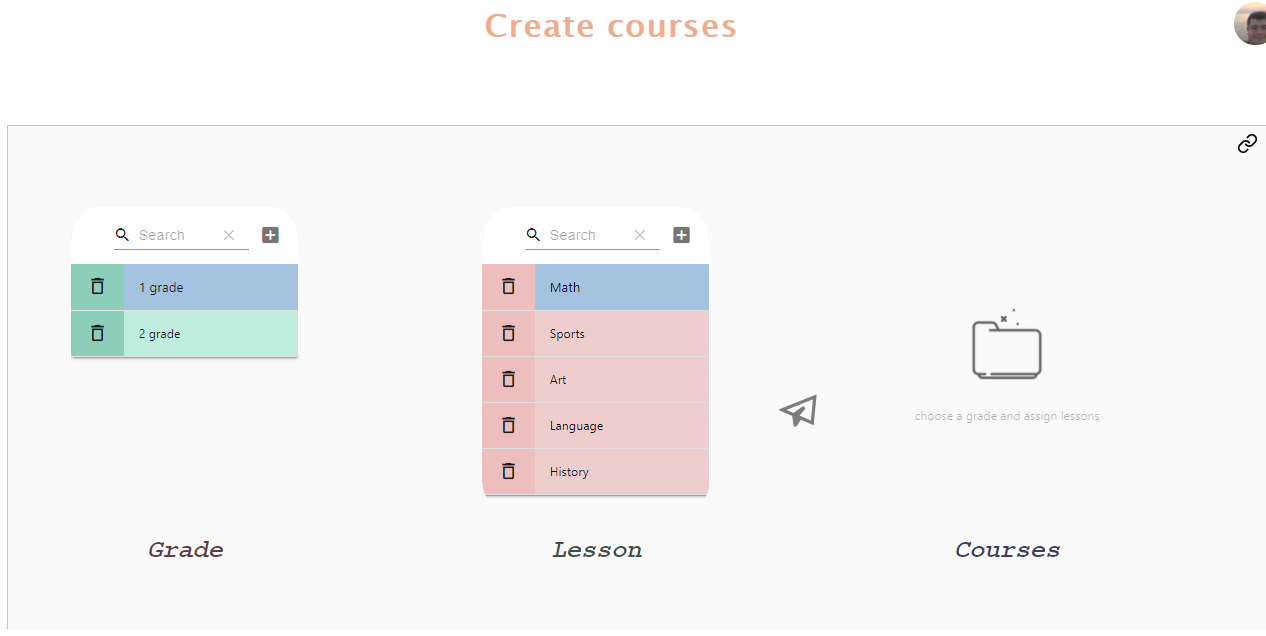 Create courses
Search
1 grade
2 grade
Grade
Search
Math
Sports
Art
Language
History
Lesson
choose a grade and assign lessons
Courses